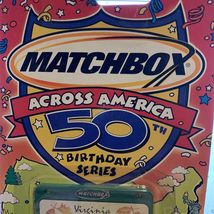 MATCHBOX
ACROSS AMERICA
50TH
BIRTHDAY
SERIES
MATCHBOX
Virginia